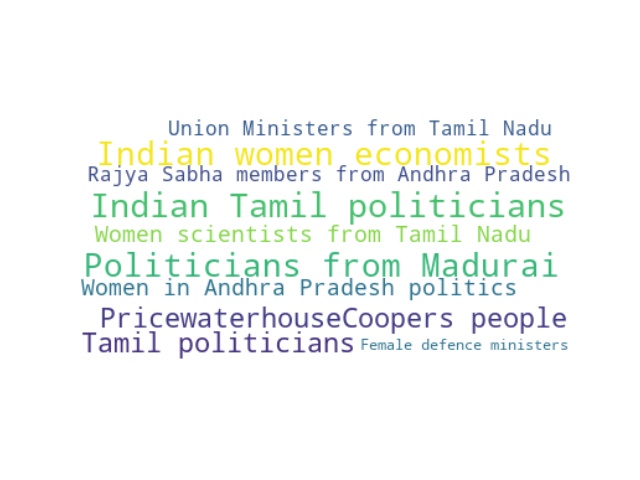 Union Ministers from Tamil Nadu
Indian women economists
Rajya Sabha members from Andhra Pradesh
Indian Tamil politicians
Women scientists from Tamil Nadu
Politicians from Madurai
Women in Andhra Pradesh politics
PricewaterhouseCoopers people
Tamil politicians Female defence ministers